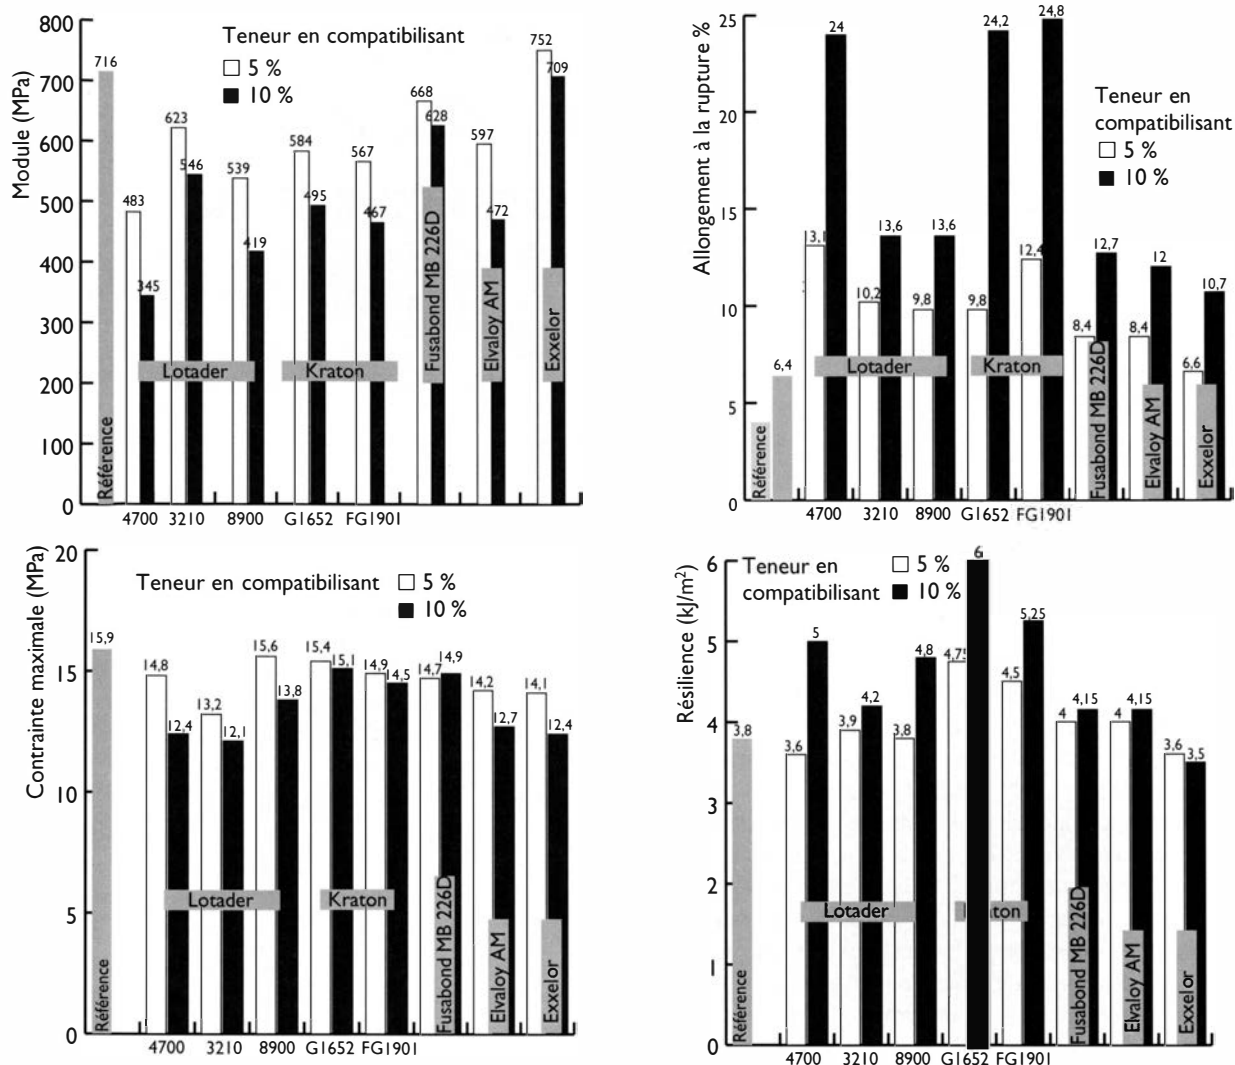 800
700
600
500
400
300
200
100
0
Module (MPa)
Teneur en compatibilisant
5 %
10 %
716
483
345
623
546
539
419
584
495
567
467
668
628
597
472
752
709
Référence
Lotader
Kraton
Fusabond MB 226D
Elvaloy AM
Exxelor
4700 3210 8900 G1652 FG1901
25
20
15
10
5
0
Allongement à la rupture %
Teneur en
compatibilisant
5 %
10 %
6,4
13,1
24
10,2
13,6
9,8
13,6
9,8
24,2
12,4
24,8
8,4
12,7
8,4
12
6,6
10,7
Référence
Lotader
Kraton
Fusabond MB 226D
Elvaloy AM
Exxelor
4700 3210 8900 G1652 FG1901
20
15
10
5
0
Contrainte maximale (MPa)
Teneur en compatibilisant
5 %
10 %
15,9
14,8
12,4
13,2
12,1
15,6
13,8
15,4
15,1
14,9
14,5
14,7
14,9
14,2
12,7
14,1
12,4
Référence
Lotader
Kraton
Fusabond MB 226D
Elvaloy AM
Exxelor
4700 3210 8900 G1652 FG1901
6
5
4
3
2
1
0
Résilience (kJ/m²)
Teneur en
compatibilisant
5 %
10 %
3,8
3,6
5
3,9
4,2
3,8
4,8
4,75
6
4,5
5,25
4
4,15
4
4,15
3,6
3,5
Référence
Lotader
aton
Fusabond MB 226D
Elvaloy AM
Exxelor
4700 3210 8900 G1652 FG1901